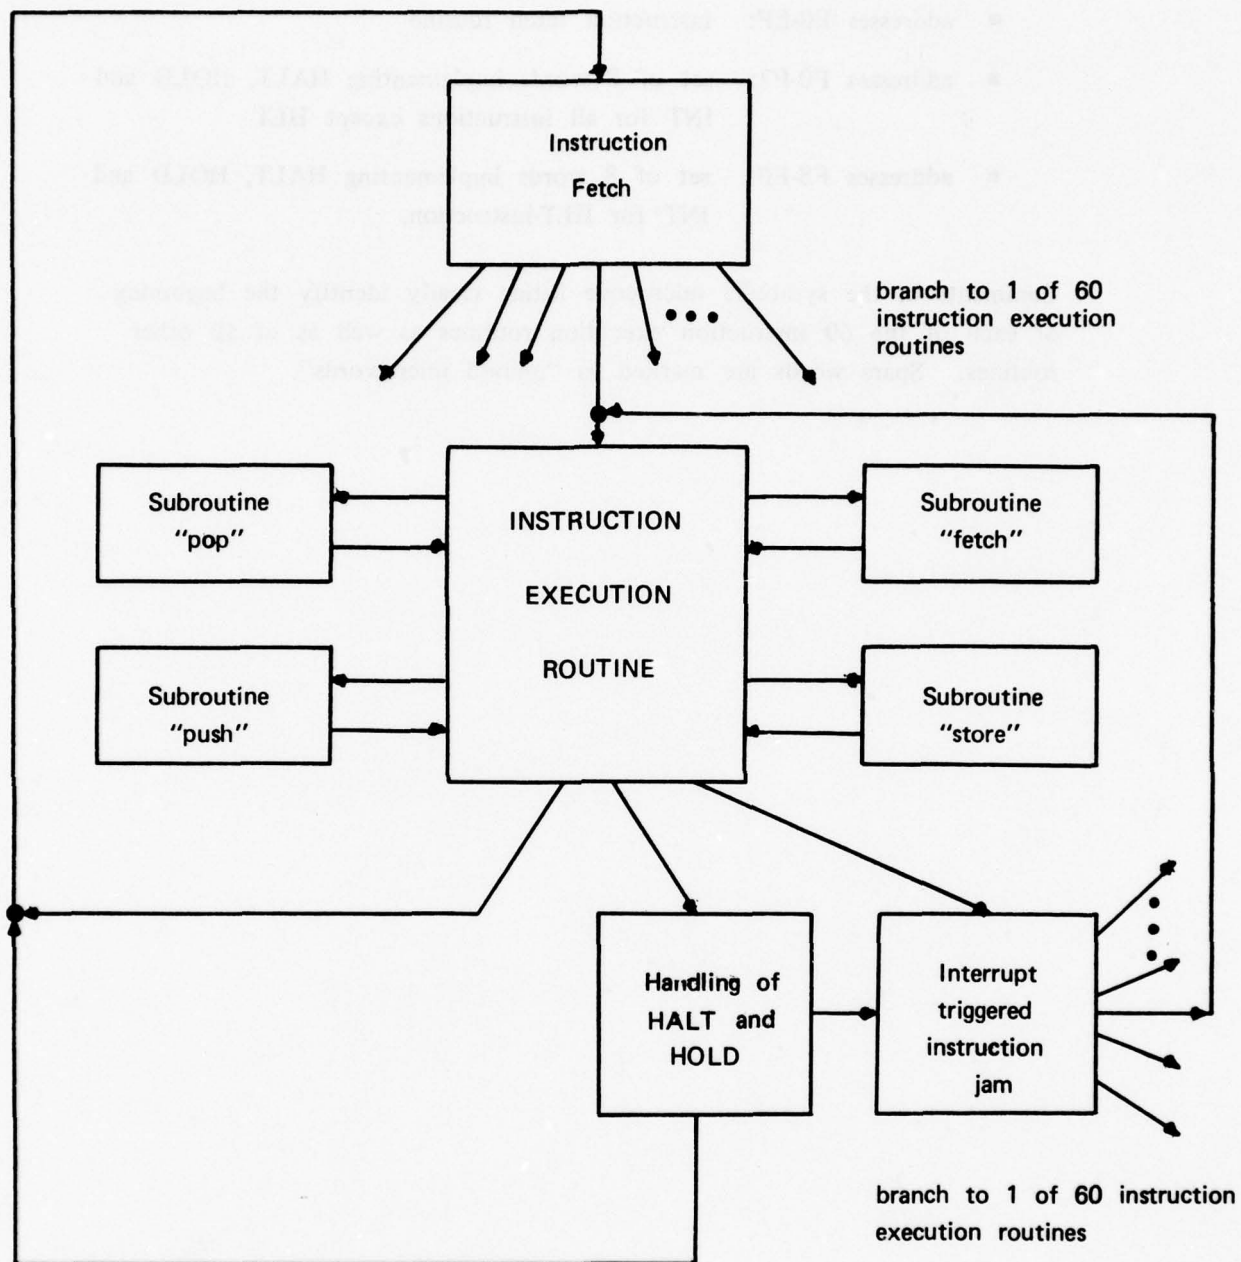 Instruction
Fetch
branch to 1 of 60
instruction execution
routines
Subroutine
"pop"
INSTRUCTION
EXECUTION
ROUTINE
Subroutine
"fetch"
Subroutine
"push"
Subroutine
"store"
Handling of
HALT and
HOLD
Interrupt
triggered
instruction
jam
branch to 1 of 60 instruction
execution routines